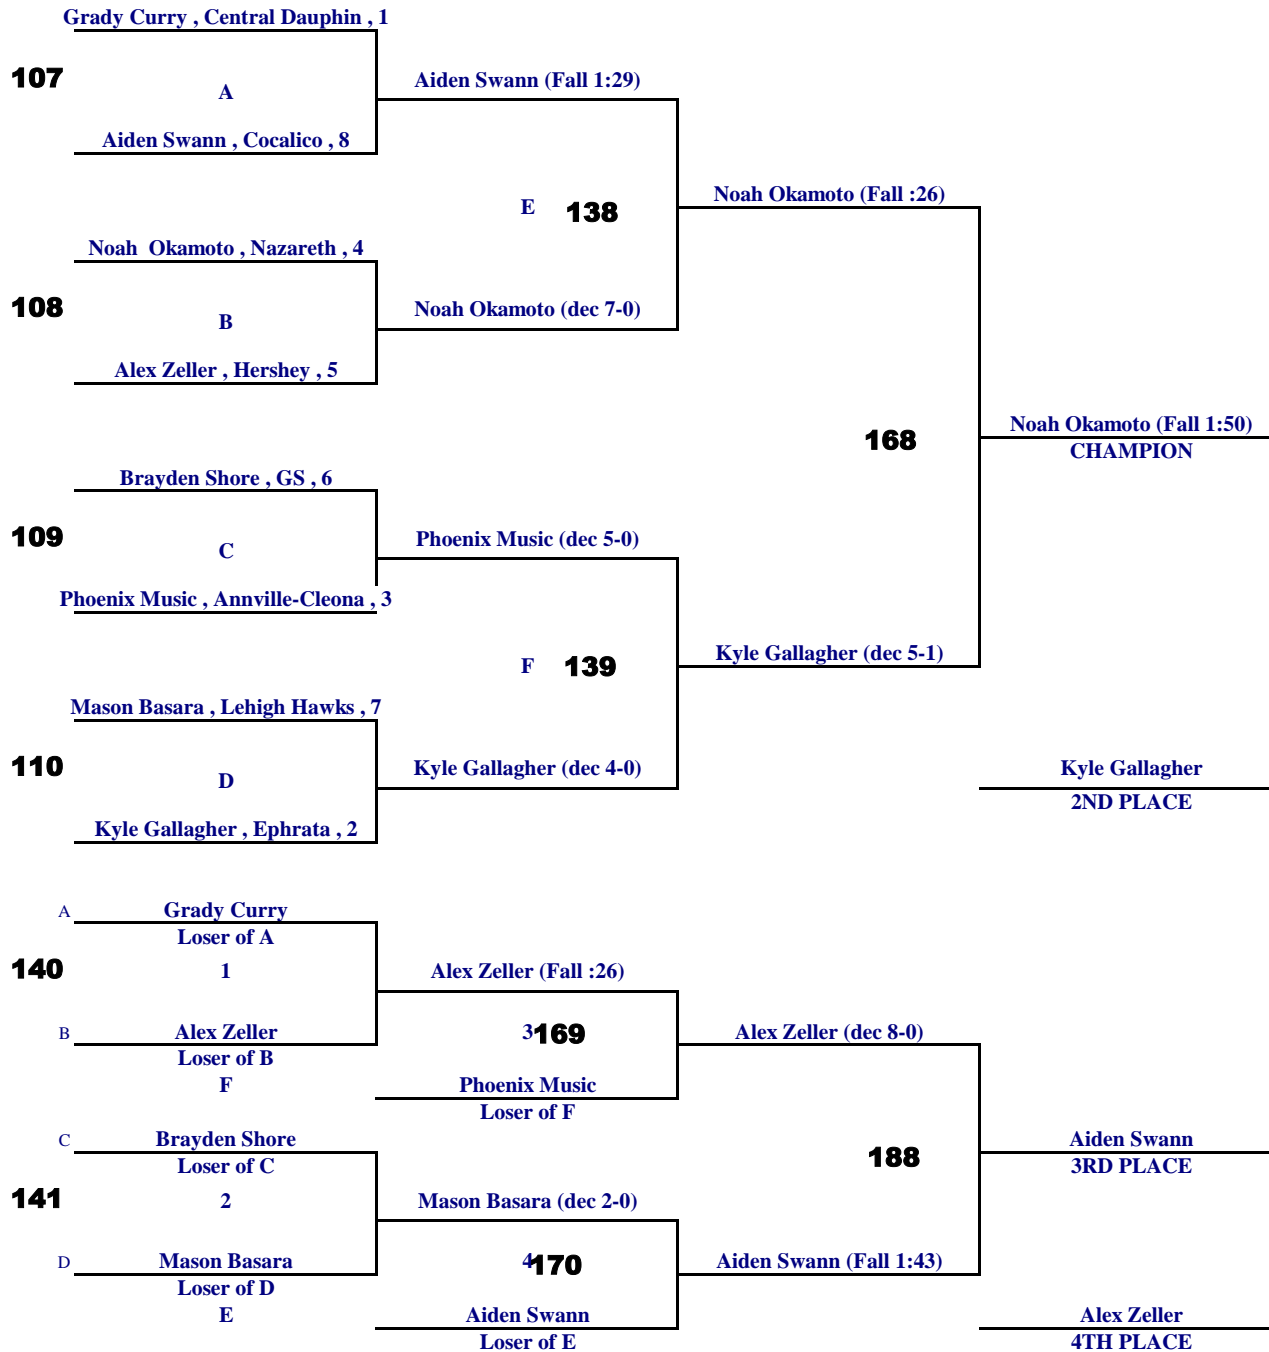 Grady Curry , Central Dauphin , 1
107
A
Aiden Swann (Fall 1:29)
Aiden Swann , Cocalico , 8
E
138
Noah Okamoto (Fall :26)
Noah  Okamoto , Nazareth , 4
108
B
Noah Okamoto (dec 7-0)
Alex Zeller , Hershey , 5
168
Noah Okamoto (Fall 1:50)
CHAMPION
Brayden Shore , GS , 6
109
C
Phoenix Music (dec 5-0)
Phoenix Music , Annville-Cleona , 3
F
139
Kyle Gallagher (dec 5-1)
Mason Basara , Lehigh Hawks , 7
110
D
Kyle Gallagher (dec 4-0)
Kyle Gallagher
2ND PLACE
Kyle Gallagher , Ephrata , 2
A
Grady Curry
Loser of A
140
1
Alex Zeller (Fall :26)
B
Alex Zeller
Loser of B
3
169
Alex Zeller (dec 8-0)
F
Phoenix Music
Loser of F
C
Brayden Shore
Loser of C
188
Aiden Swann
3RD PLACE
141
2
Mason Basara (dec 2-0)
D
Mason Basara
Loser of D
4
170
Aiden Swann (Fall 1:43)
E
Aiden Swann
Loser of E
Alex Zeller
4TH PLACE